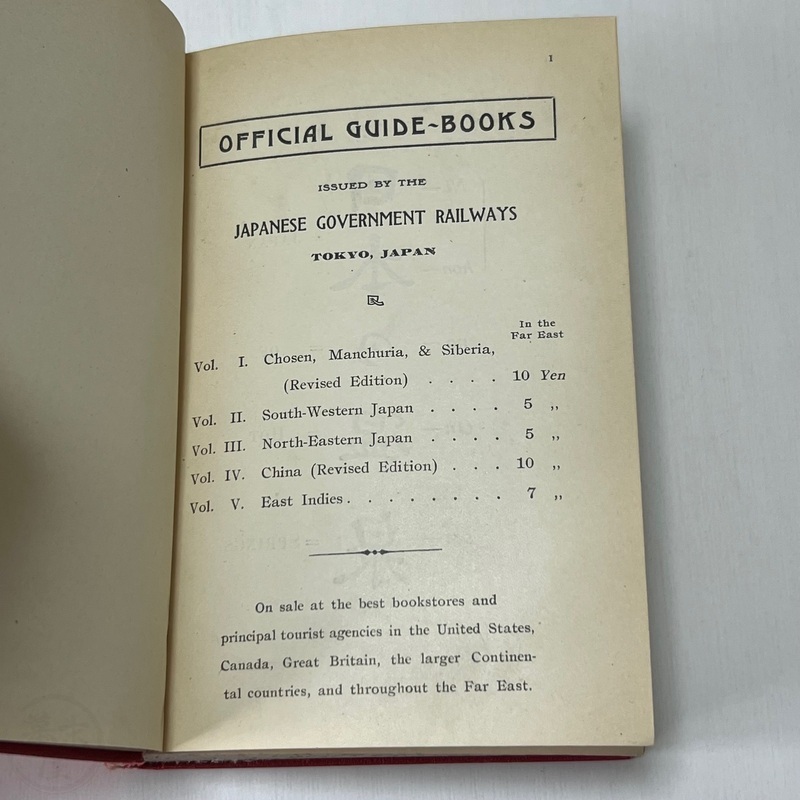 1
OFFICIAL GUIDE-BOOKS
ISSUED BY THE
JAPANESE GOVERNMENT RAILWAYS
TOKYO, JAPAN
In the
Far East
Vol. I. Chosen, Manchuria, & Siberia,
(Revised Edition) . . . . 10 Yen
Vol. II. South-Western Japan . . . . 5 ,,
Vol. III. North-Eastern Japan . . . . 5 ,,
Vol. IV. China (Revised Edition) . . . 10 ,,
Vol. V. East Indies . . . . . . . . 7 ,,
On sale at the best bookstores and
principal tourist agencies in the United States,
Canada, Great Britain, the larger Continen-
tal countries, and throughout the Far East.